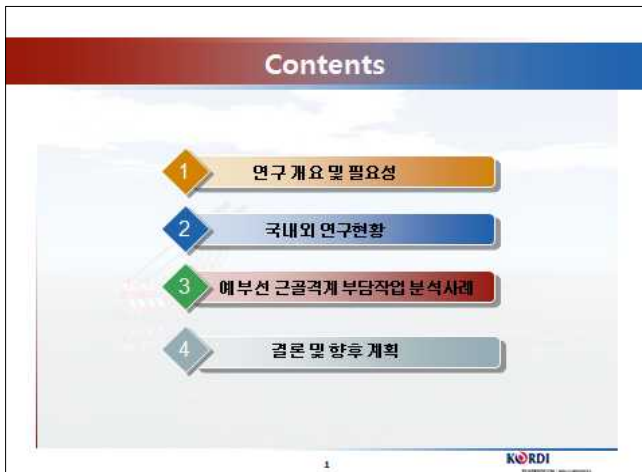 Contents
1
연구 개요 및 필요성
2
국내외 연구현황
3
예부선 근골격계 부담작업 분석사례
4
결론 및 향후 계획
1
KORDI